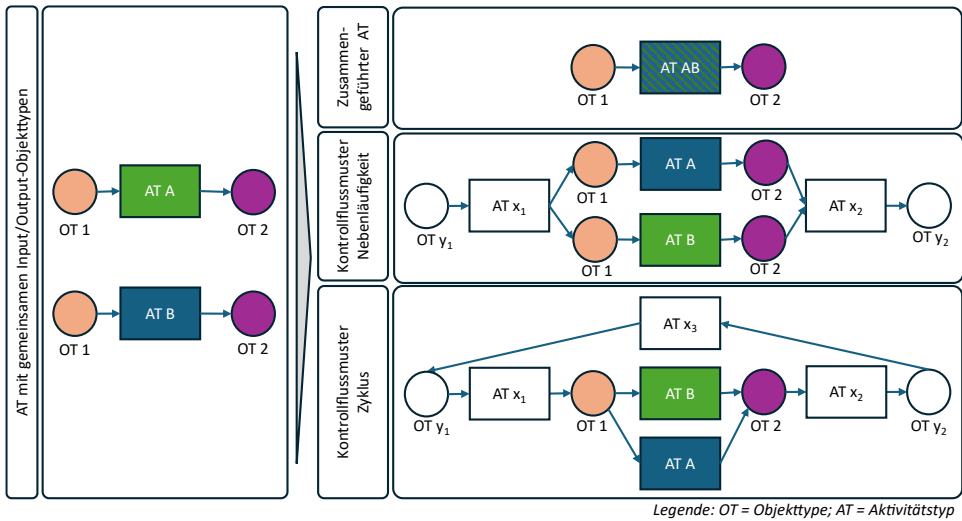 AT mit gemeinsamen Input/Output-Objekttypen
AT A
OT 1
OT 2
AT B
OT 1
OT 2
Zusammen-
geführter AT
AT AB
OT 1
OT 2
Kontrollflussmuster
Nebenläufigkeit
AT A
OT 1
OT 2
AT x₁
AT x₂
OT y₁
OT y₂
AT B
OT 1
OT 2
Kontrollflussmuster
Zyklus
AT x₃
AT x₁
AT B
AT x₂
OT y₁
OT 1
OT 2
OT y₂
AT A
Legende: OT = Objekttype; AT = Aktivitätstyp